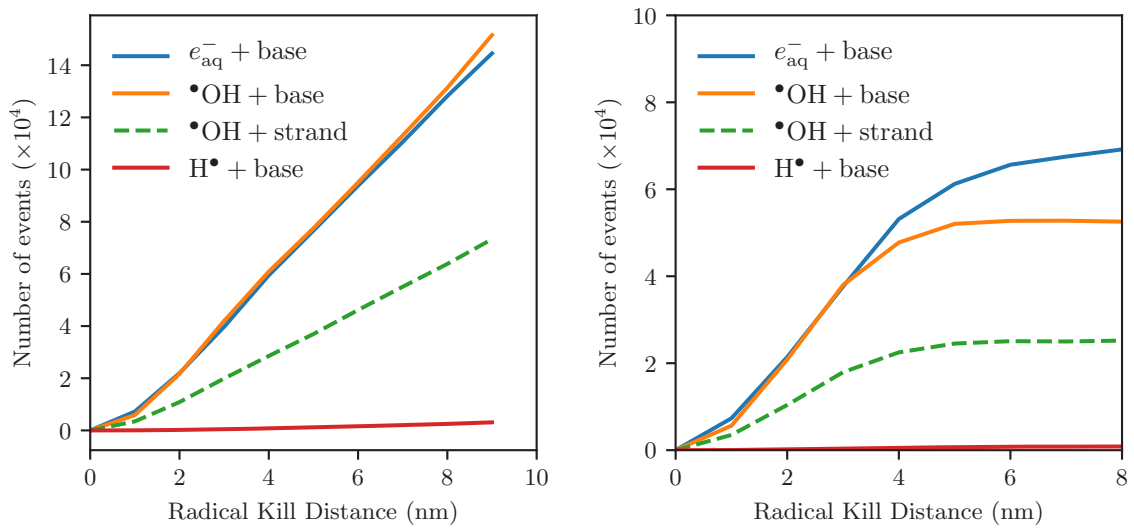 Number of events (×10⁴)
14
12
10
8
6
4
2
0
e⁻aq + base
•OH + base
•OH + strand
H• + base
0 2 4 6 8 10
Radical Kill Distance (nm)
Number of events (×10⁴)
10
8
6
4
2
0
e⁻aq + base
•OH + base
•OH + strand
H• + base
0 2 4 6 8
Radical Kill Distance (nm)